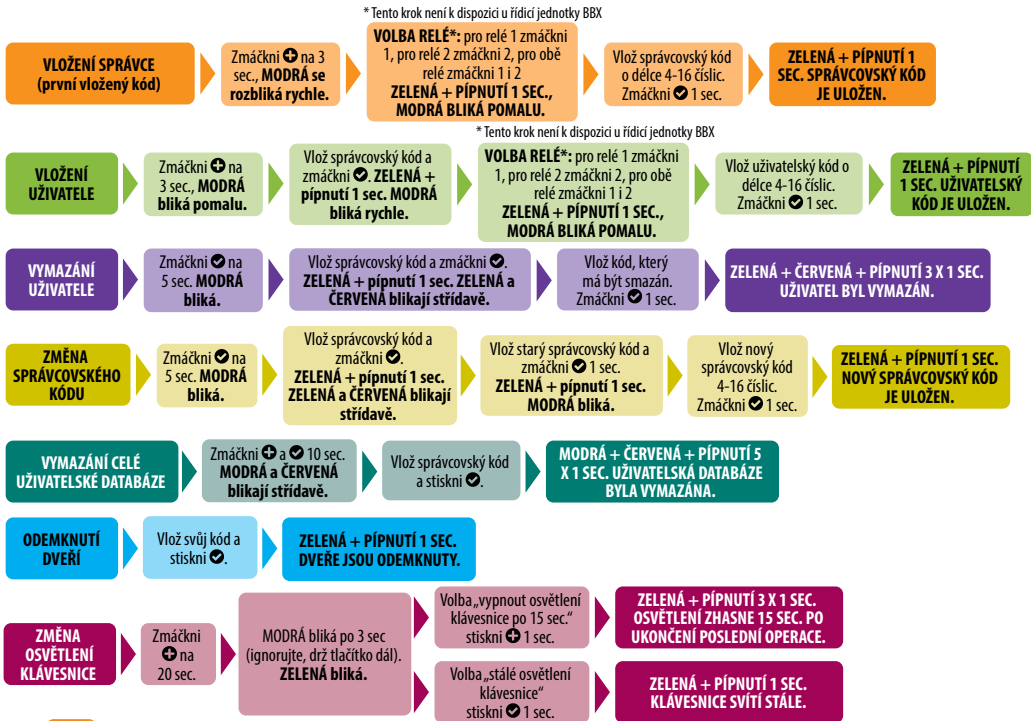 * Tento krok není k dispozici u řídicí jednotky BBX
VLOŽENÍ SPRÁVCE
(první vložený kód)
Zmáčkni ➕ na 3
sec., MODRÁ se
rozbliká rychle.
VOLBA RELÉ*: pro relé 1 zmáčkni
1, pro relé 2 zmáčkni 2, pro obě
relé zmáčkni 1 i 2
ZELENÁ + PÍPNUTÍ 1 SEC.,
MODRÁ BLIKÁ POMALU.
Vlož správcovský kód
o délce 4-16 číslic.
Zmáčkni ✔ 1 sec.
ZELENÁ + PÍPNUTÍ 1
SEC. SPRÁVCOVSKÝ KÓD
JE ULOŽEN.
* Tento krok není k dispozici u řídicí jednotky BBX
VLOŽENÍ
UŽIVATELE
Zmáčkni ➕ na
3 sec., MODRÁ
bliká pomalu.
Vlož správcovský kód a
zmáčkni ✔. ZELENÁ +
pípnutí 1 sec. MODRÁ
bliká rychle.
VOLBA RELÉ*: pro relé 1 zmáčkni
1, pro relé 2 zmáčkni 2, pro obě
relé zmáčkni 1 i 2
ZELENÁ + PÍPNUTÍ 1 SEC.,
MODRÁ BLIKÁ POMALU.
Vlož uživatelský kód o
délce 4-16 číslic.
Zmáčkni ✔ 1 sec.
ZELENÁ + PÍPNUTÍ
1 SEC. UŽIVATELSKÝ
KÓD JE ULOŽEN.
VYMAZÁNÍ
UŽIVATELE
Zmáčkni ✔ na
5 sec. MODRÁ
bliká.
Vlož správcovský kód a zmáčkni ✔.
ZELENÁ + pípnutí 1 sec. ZELENÁ a
ČERVENÁ blikají střídavě.
Vlož kód, který
má být smazán.
Zmáčkni ✔ 1 sec.
ZELENÁ + ČERVENÁ + PÍPNUTÍ 3 X 1 SEC.
UŽIVATEL BYL VYMAZÁN.
ZMĚNA
SPRÁVCOVSKÉHO
KÓDU
Zmáčkni ✔ na
5 sec. MODRÁ
bliká.
Vlož správcovský kód a
zmáčkni ✔.
ZELENÁ + pípnutí 1 sec.
ZELENÁ a ČERVENÁ blikají
střídavě.
Vlož starý správcovský kód a
zmáčkni ✔ 1 sec.
ZELENÁ + pípnutí 1 sec.
MODRÁ bliká.
Vlož nový
správcovský kód
4-16 číslic.
Zmáčkni ✔ 1 sec.
ZELENÁ + PÍPNUTÍ 1 SEC.
NOVÝ SPRÁVCOVSKÝ KÓD
JE ULOŽEN.
VYMAZÁNÍ CELÉ
UŽIVATELSKÉ DATABÁZE
Zmáčkni ➕ a ✔ 10 sec.
MODRÁ a ČERVENÁ
blikají střídavě.
Vlož správcovský kód
a stiskni ✔.
MODRÁ + ČERVENÁ + PÍPNUTÍ 5
X 1 SEC. UŽIVATELSKÁ DATABÁZE
BYLA VYMAZÁNA.
ODEMKNUTÍ
DVEŘÍ
Vlož svůj kód a
stiskni ✔.
ZELENÁ + PÍPNUTÍ 1 SEC.
DVEŘE JSOU ODEMKNUTY.
ZMĚNA
OSVĚTLENÍ
KLÁVESNICE
Zmáčkni
➕ na
20 sec.
MODRÁ bliká po 3 sec
(ignorujte, drž tlačítko dál).
ZELENÁ bliká.
Volba „vypnout osvětlení
klávesnice po 15 sec.“
stiskni ➕ 1 sec.
ZELENÁ + PÍPNUTÍ 3 X 1 SEC.
OSVĚTLENÍ ZHASNE 15 SEC. PO
UKONČENÍ POSLEDNÍ OPERACE.
Volba „stálé osvětlení
klávesnice“
stiskni ✔ 1 sec.
ZELENÁ + PÍPNUTÍ 1 SEC.
KLÁVESNICE SVÍTÍ STÁLE.